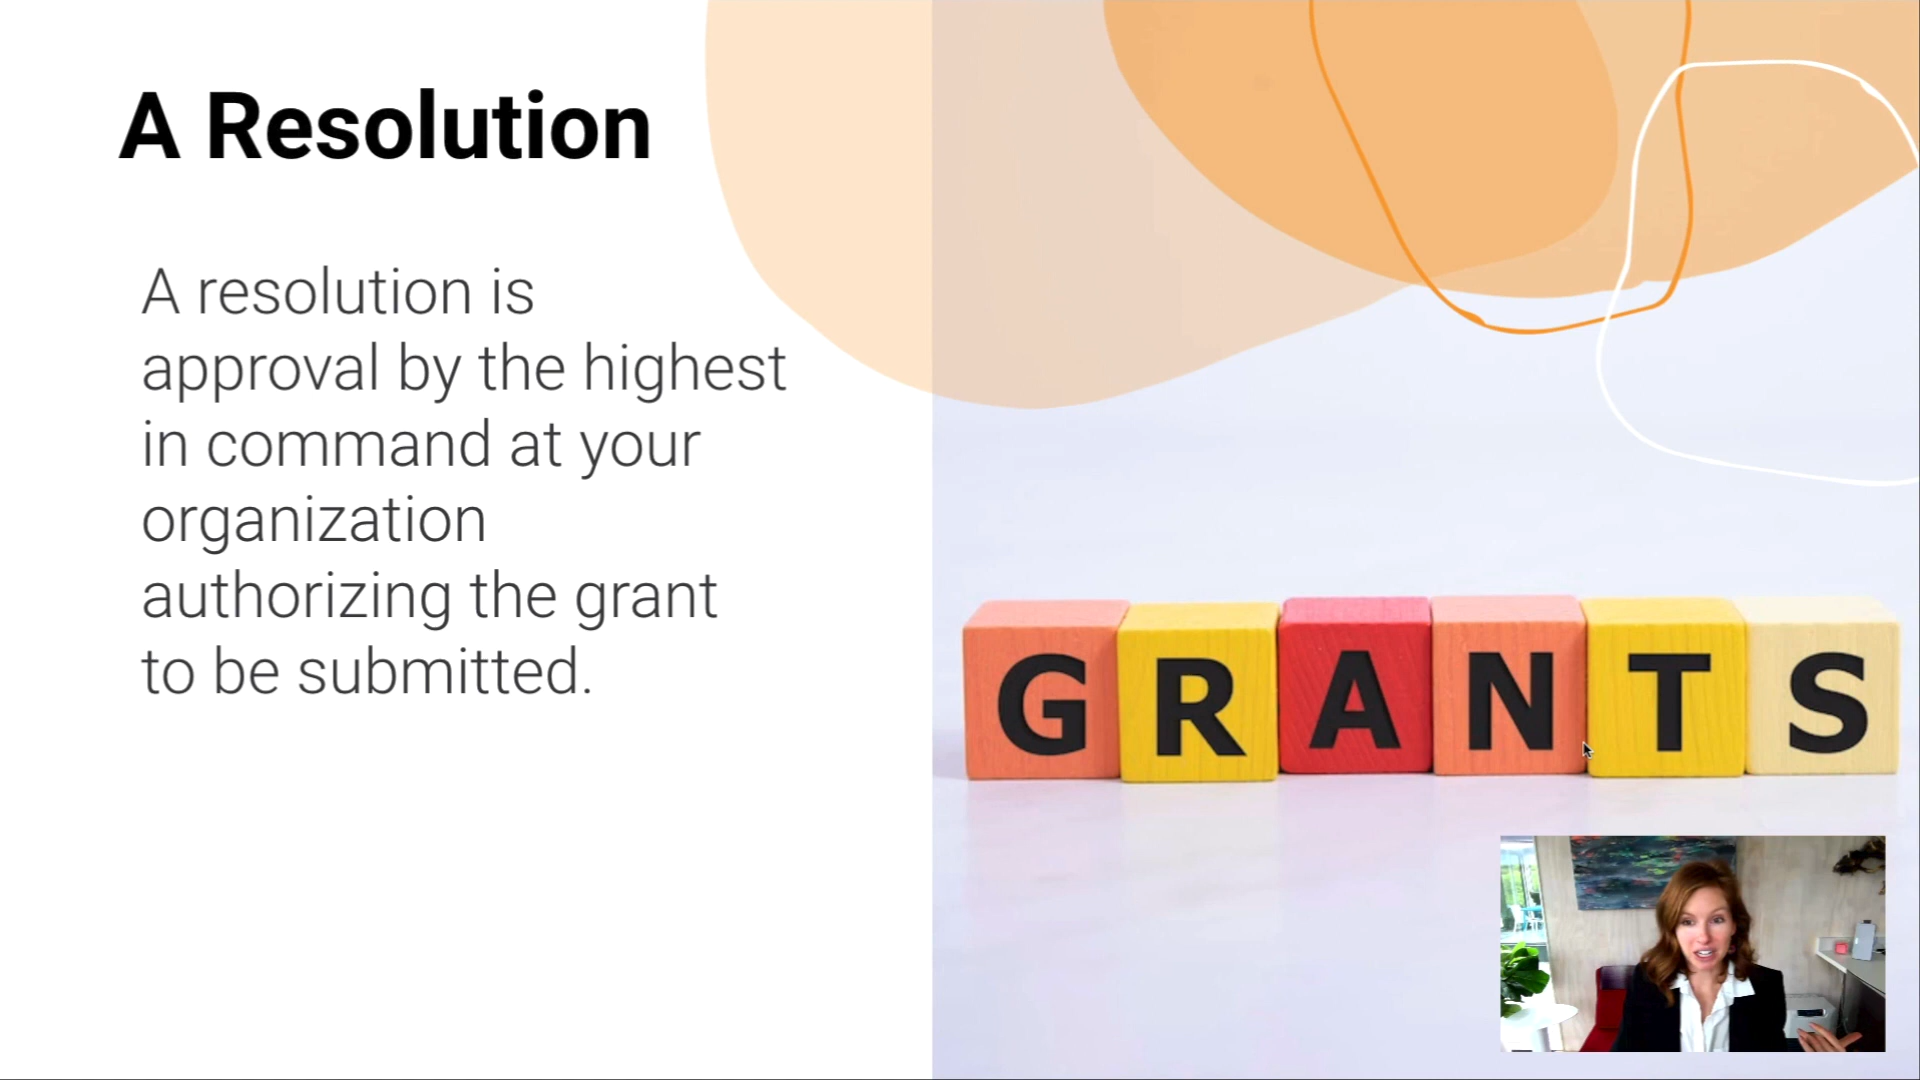 A Resolution
A resolution is
approval by the highest
in command at your
organization
authorizing the grant
to be submitted.
GRANTS